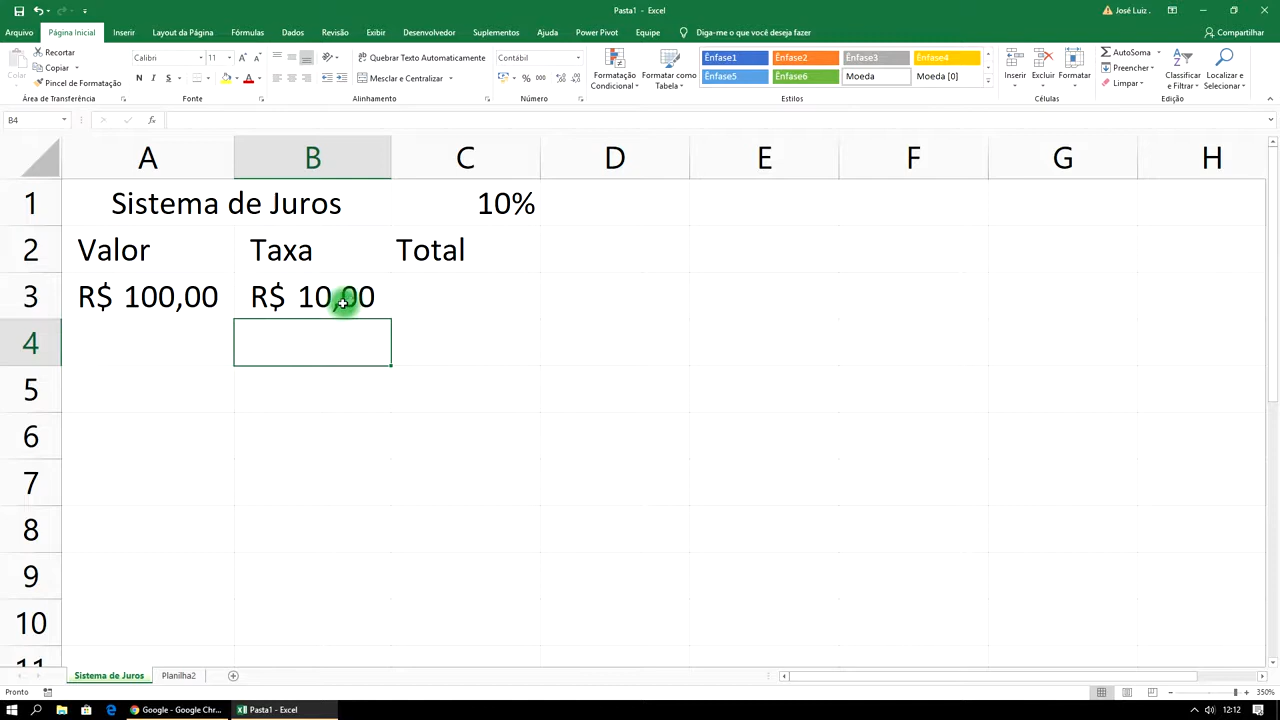 Pasta1 - Excel
José Luiz .
Arquivo Página Inicial Inserir Layout da Página Fórmulas Dados Revisão Exibir Desenvolvedor Suplementos Ajuda Power Pivot Equipe Diga-me o que você deseja fazer Compartilhar
Recortar
Copiar
Pincel de Formatação
Área de Transferência
Calibri 11
N I S
Fonte
Quebrar Texto Automaticamente
Mesclar e Centralizar
Alinhamento
Contábil
% 000
Número
Formatação Condicional
Formatar como Tabela
Ênfase1 Ênfase2 Ênfase3 Ênfase4
Ênfase5 Ênfase6 Moeda Moeda [0]
Estilos
Inserir Excluir Formatar
Células
AutoSoma
Preencher
Limpar
Classificar e Filtrar
Localizar e Selecionar
Edição
B4 fx
A B C D E F G H
1 Sistema de Juros 10%
2 Valor Taxa Total
3 R$ 100,00 R$ 10,00
4
5
6
7
8
9
10
11
Sistema de Juros Planilha2
Pronto 350%
Google - Google Chr... Pasta1 - Excel 12:12